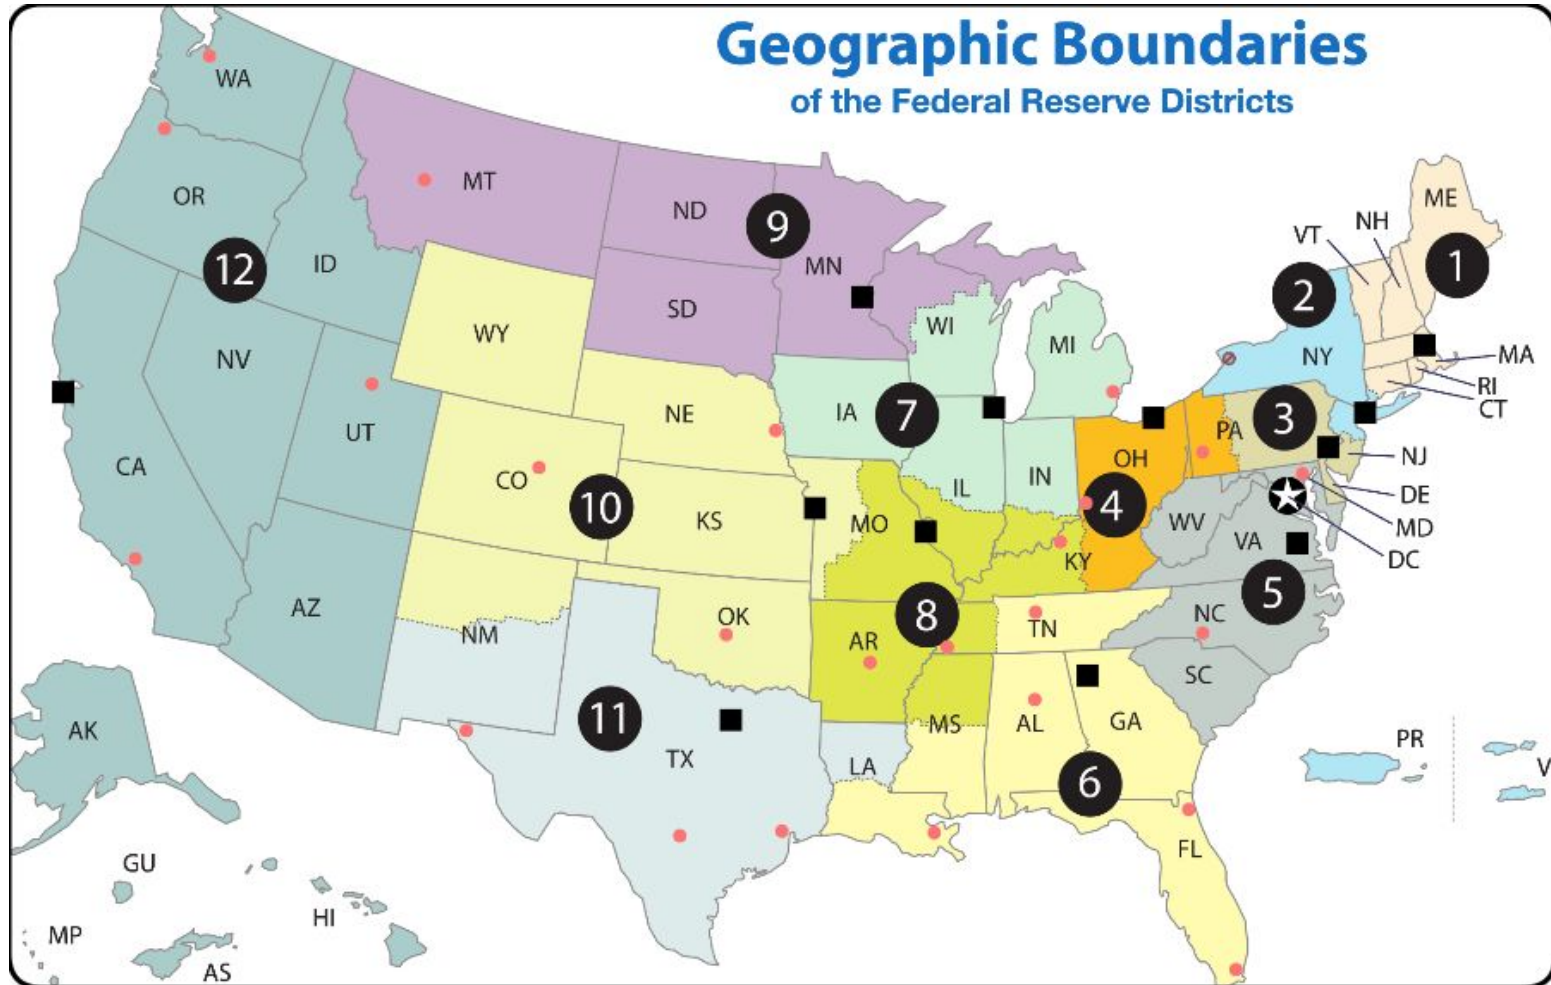 Geographic Boundaries
of the Federal Reserve Districts
WA
MT
ND
9
ME
OR
VT
NH
1
12
ID
MN
2
SD
WI
WY
MI
NY
MA
NV
RI
CT
NE
IA
7
3
PA
UT
OH
NJ
CA
CO
IN
IL
DE
10
KS
MO
4
WV
MD
VA
DC
KY
5
AZ
OK
8
NC
NM
AR
TN
SC
11
MS
AL
GA
AK
TX
LA
6
PR
V
FL
GU
HI
MP
AS